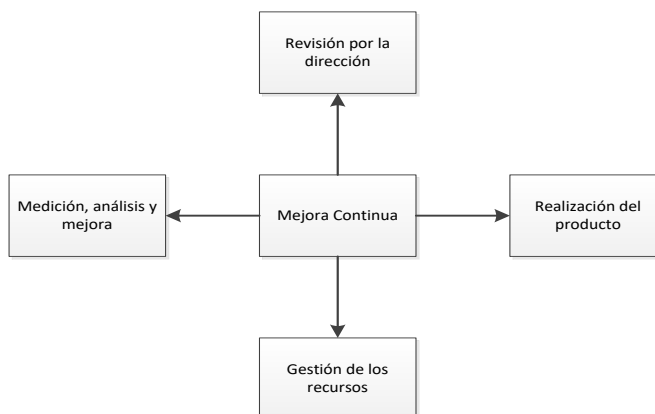 Revisión por la
dirección
Medición, análisis y
mejora
Mejora Continua
Realización del
producto
Gestión de los
recursos